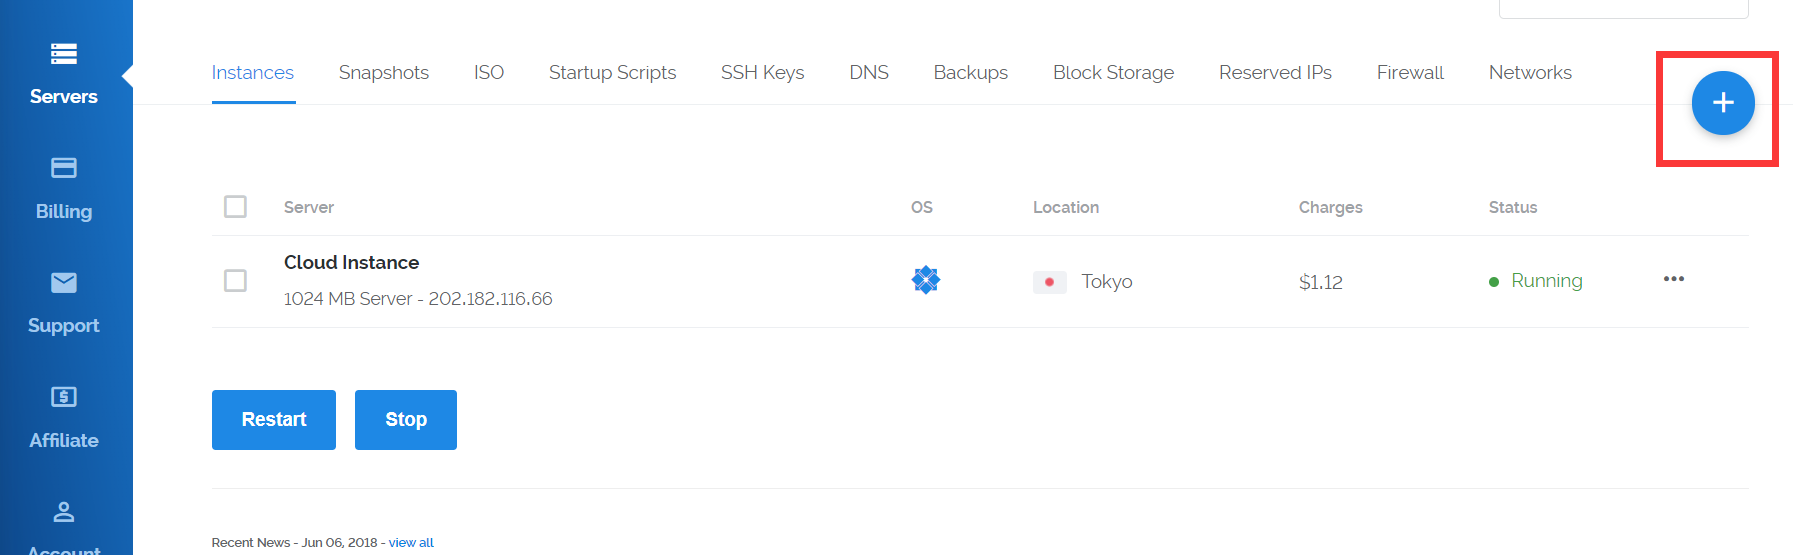 Servers
Billing
Support
Affiliate
Account
Instances Snapshots ISO Startup Scripts SSH Keys DNS Backups Block Storage Reserved IPs Firewall Networks
+
Server OS Location Charges Status
Cloud Instance
1024 MB Server - 202.182.116.66 Tokyo $1.12 Running •••
Restart Stop
Recent News - Jun 06, 2018 - view all